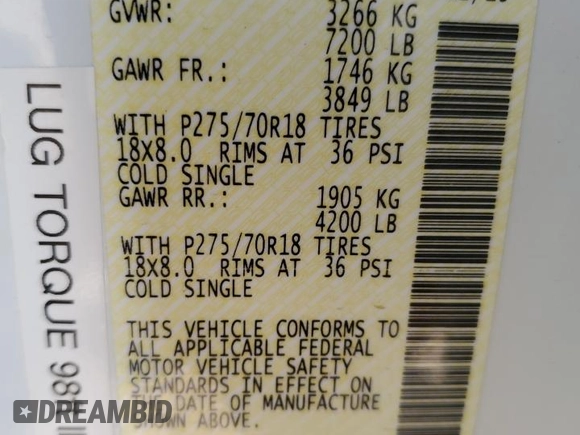 GVWR: 3266 KG
7200 LB
GAWR FR.: 1746 KG
3849 LB
WITH P275/70R18 TIRES
18X8.0 RIMS AT 36 PSI
COLD SINGLE
GAWR RR.: 1905 KG
4200 LB
WITH P275/70R18 TIRES
18X8.0 RIMS AT 36 PSI
COLD SINGLE
THIS VEHICLE CONFORMS TO
ALL APPLICABLE FEDERAL
MOTOR VEHICLE SAFETY
STANDARDS IN EFFECT ON
THE DATE OF MANUFACTURE
SHOWN ABOVE.
LUG TORQUE
DREAMBID